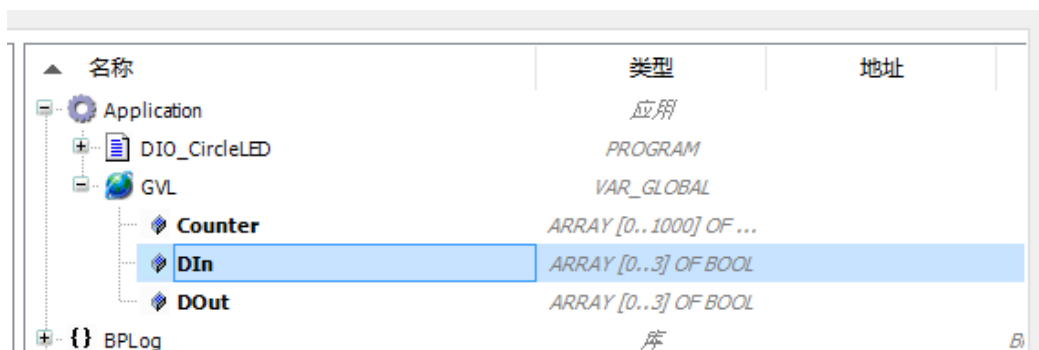 名称 类型 地址
Application 应用
DIO_CircleLED PROGRAM
GVL VAR_GLOBAL
Counter ARRAY [0..1000] OF ...
DIn ARRAY [0..3] OF BOOL
DOut ARRAY [0..3] OF BOOL
{} BPLog 库